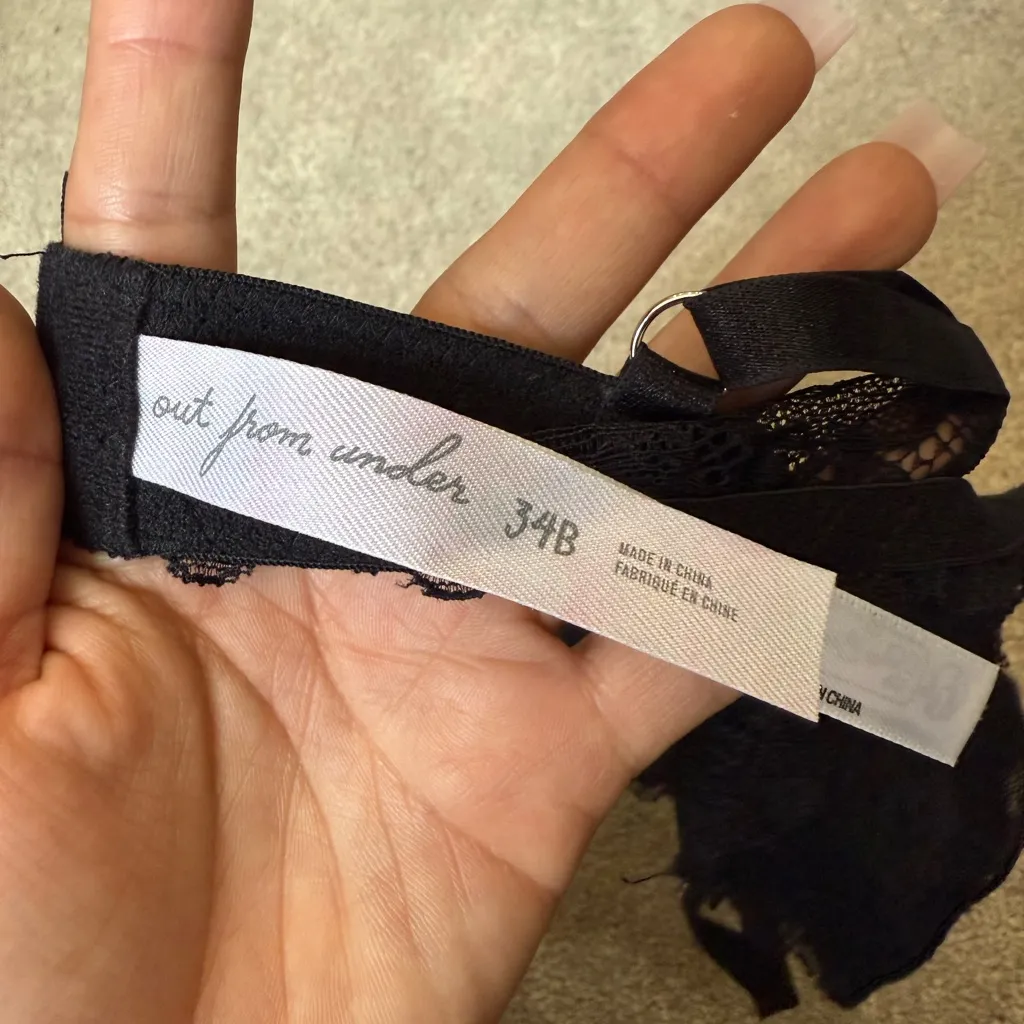 out from under 34B
MADE IN CHINA
FABRIQUÉ EN CHINE
N CHINA